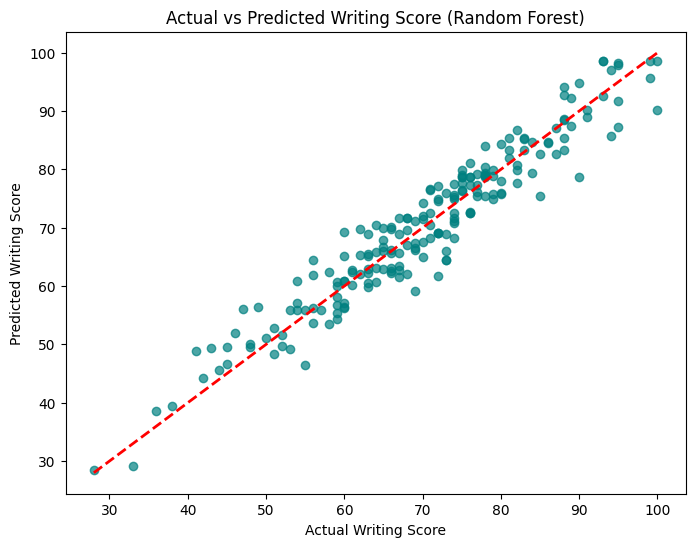 Actual vs Predicted Writing Score (Random Forest)
Predicted Writing Score
100
90
80
70
60
50
40
30
30 40 50 60 70 80 90 100
Actual Writing Score